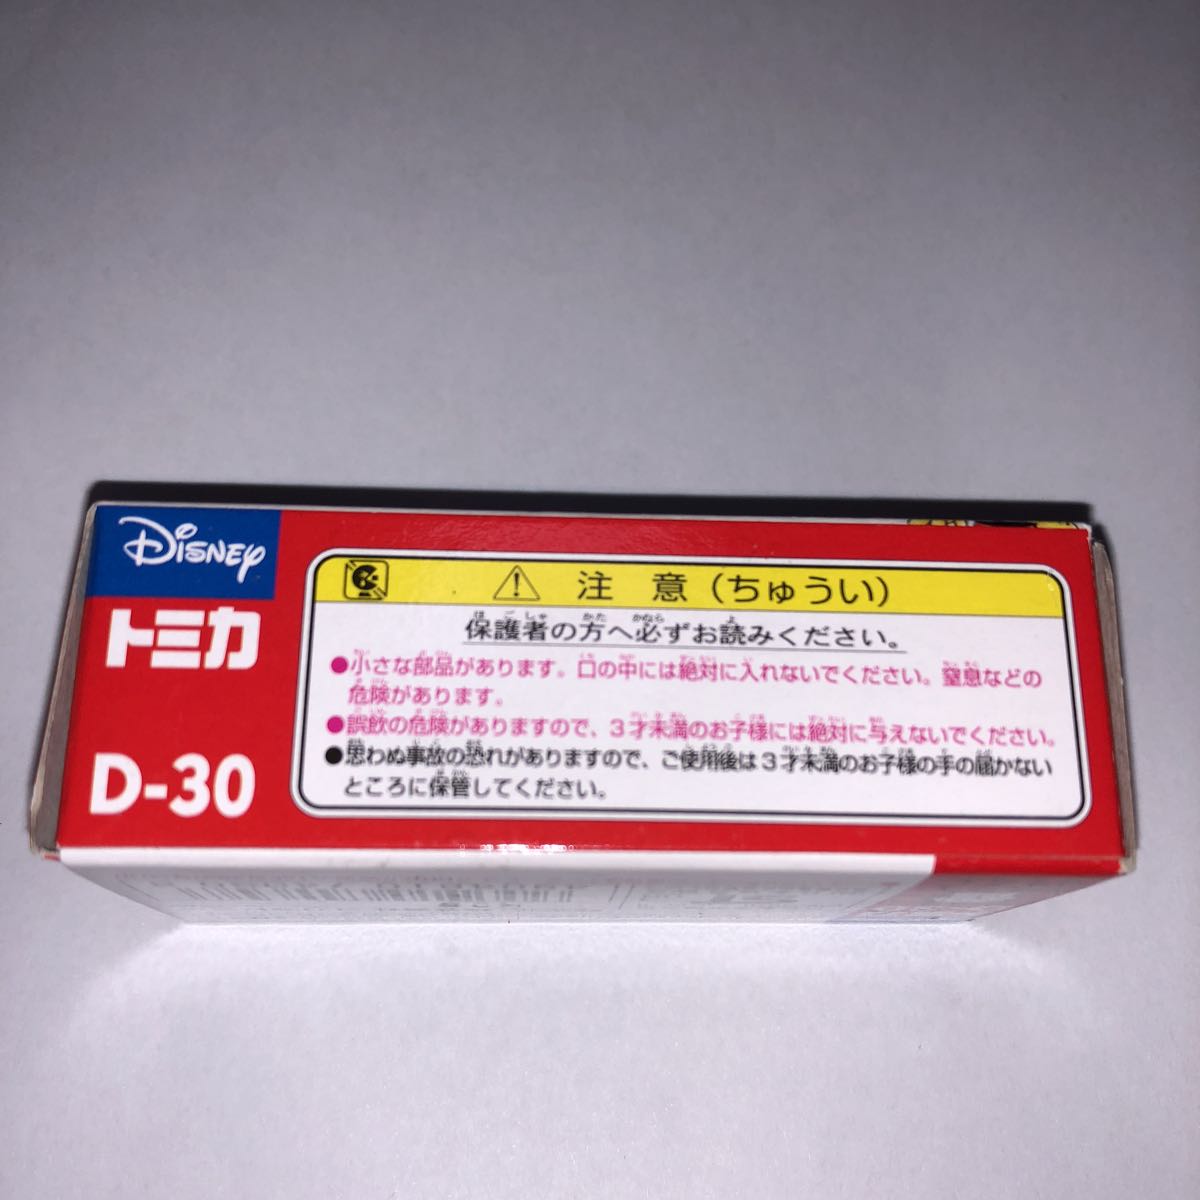 Disney
トミカ
D-30
注 意（ちゅうい）
保護者の方へ必ずお読みください。
●小さな部品があります。口の中には絶対に入れないでください。窒息などの
危険があります。
●誤飲の危険がありますので、3才未満のお子様には絶対に与えないでください。
●思わぬ事故の恐れがありますので、ご使用後は3才未満のお子様の手の届かない
ところに保管してください。